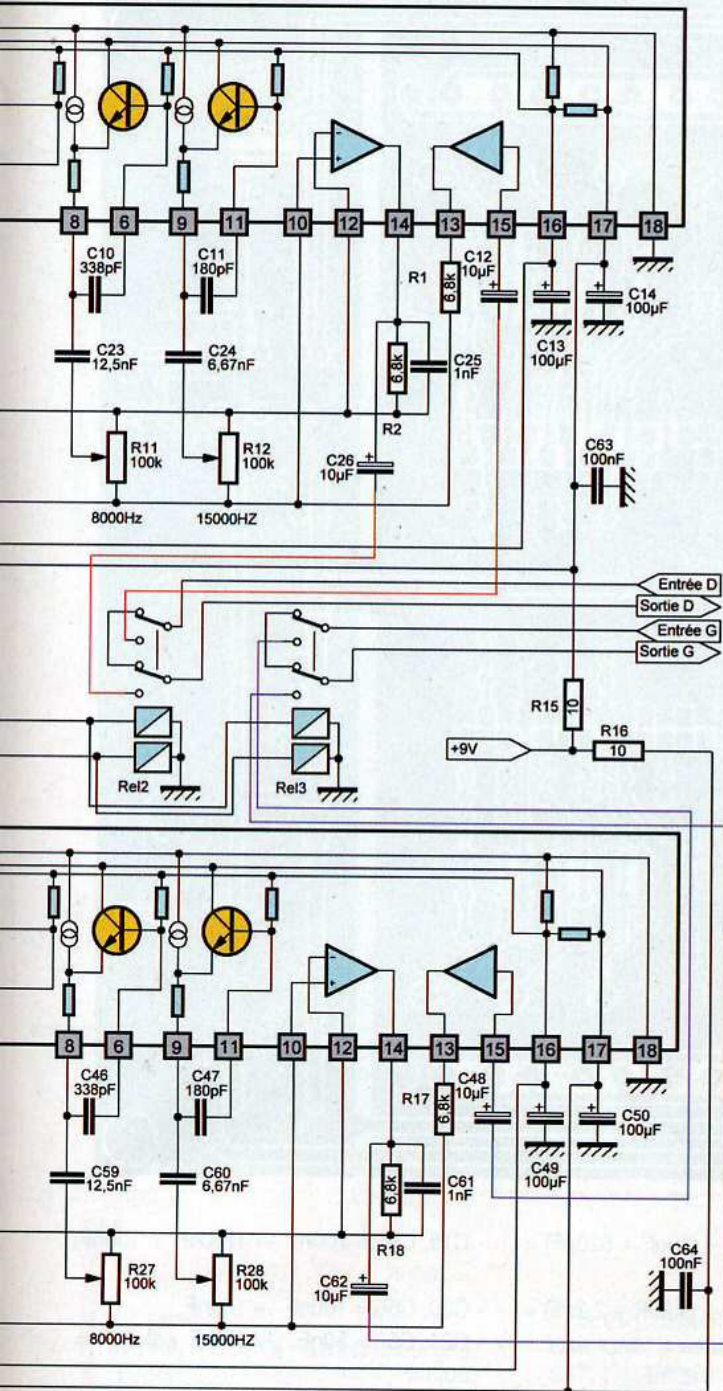 8 6 9 11 10 12 14 13 15 16 17 18
C10
338pF
C11
180pF
C12
10µF
R1
6,8k
C14
100µF
C13
100µF
C23
12,5nF
C24
6,67nF
6,8k
C25
1nF
R2
R11
100k
R12
100k
C26
10µF
C63
100nF
8000Hz
15000HZ
Entrée D
Sortie D
Entrée G
Sortie G
R15
10
R16
10
+9V
Rel2
Rel3
8 6 9 11 10 12 14 13 15 16 17 18
C46
338pF
C47
180pF
R17
6,8k
C48
10µF
C50
100µF
C49
100µF
C59
12,5nF
C60
6,67nF
6,8k
C61
1nF
R18
R27
100k
R28
100k
C62
10µF
C64
100nF
8000Hz
15000HZ